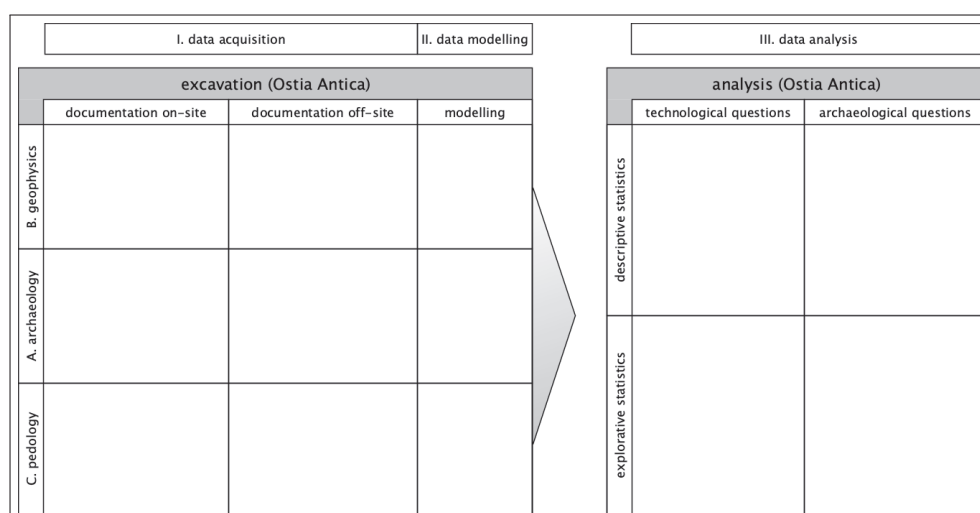 I. data acquisition
II. data modelling
III. data analysis
excavation (Ostia Antica)
documentation on-site
documentation off-site
modelling
B. geophysics
A. archaeology
C. pedology
analysis (Ostia Antica)
technological questions
archaeological questions
descriptive statistics
explorative statistics